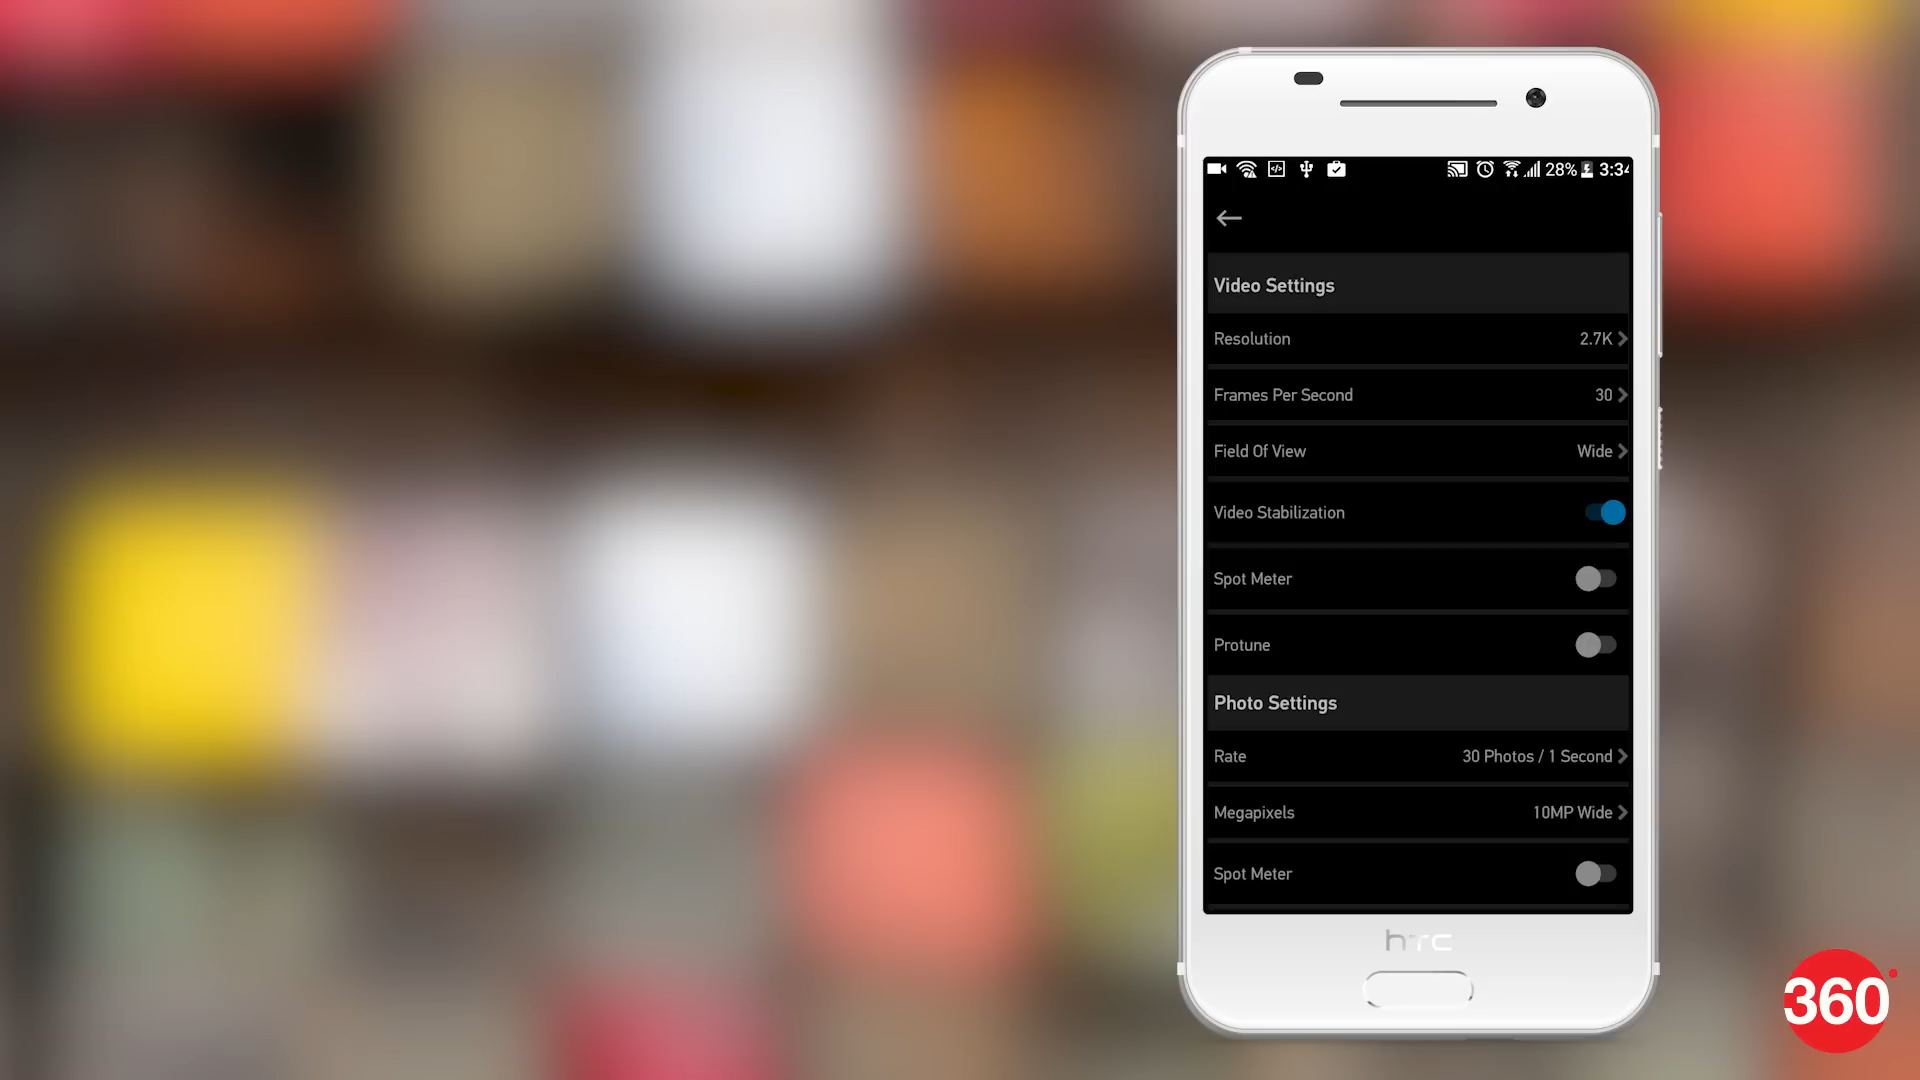 28% 3:34
Video Settings
Resolution 2.7K
Frames Per Second 30
Field Of View Wide
Video Stabilization
Spot Meter
Protune
Photo Settings
Rate 30 Photos / 1 Second
Megapixels 10MP Wide
Spot Meter
hTC
360